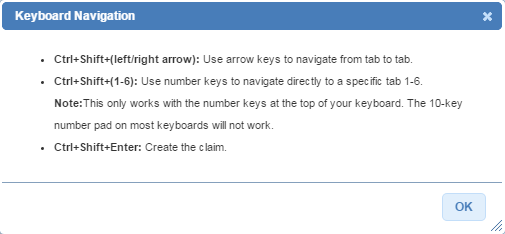 Keyboard Navigation
Ctrl+Shift+(left/right arrow): Use arrow keys to navigate from tab to tab.
Ctrl+Shift+(1-6): Use number keys to navigate directly to a specific tab 1-6.
Note:This only works with the number keys at the top of your keyboard. The 10-key
number pad on most keyboards will not work.
Ctrl+Shift+Enter: Create the claim.
OK